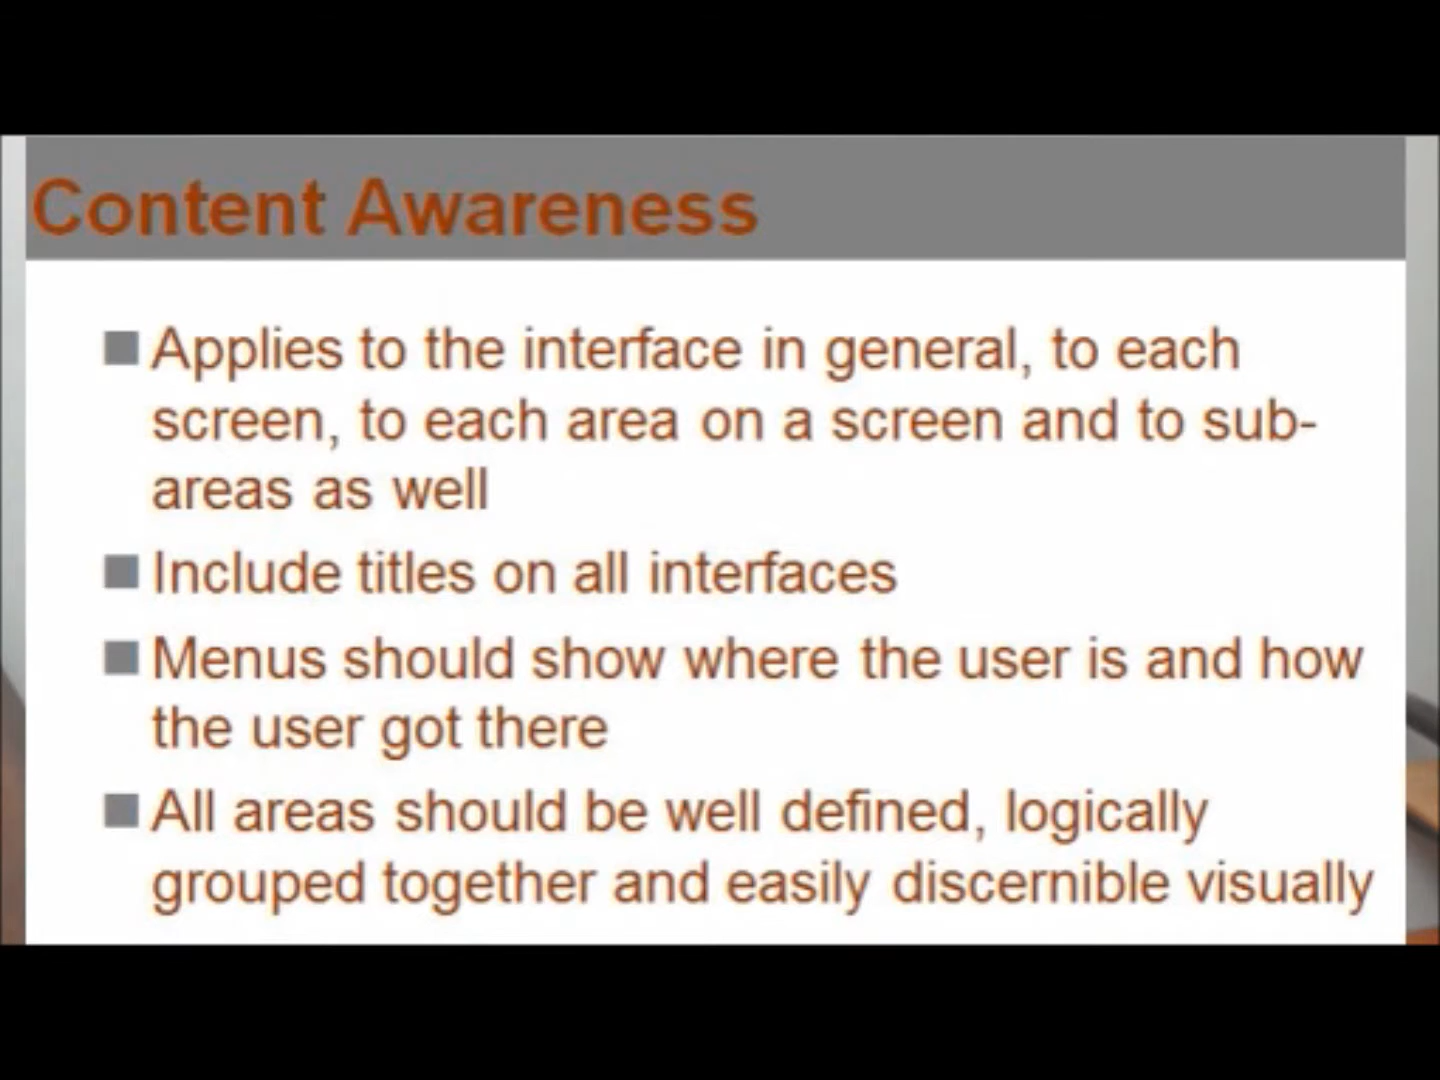 Content Awareness
Applies to the interface in general, to each
screen, to each area on a screen and to sub-
areas as well
Include titles on all interfaces
Menus should show where the user is and how
the user got there
All areas should be well defined, logically
grouped together and easily discernible visually